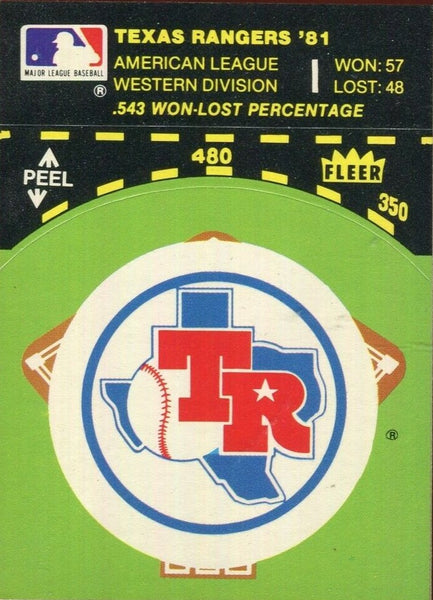 TEXAS RANGERS '81
AMERICAN LEAGUE
WESTERN DIVISION
WON: 57
LOST: 48
.543 WON-LOST PERCENTAGE
MAJOR LEAGUE BASEBALL
®
PEEL
480
FLEER
350
TR
®